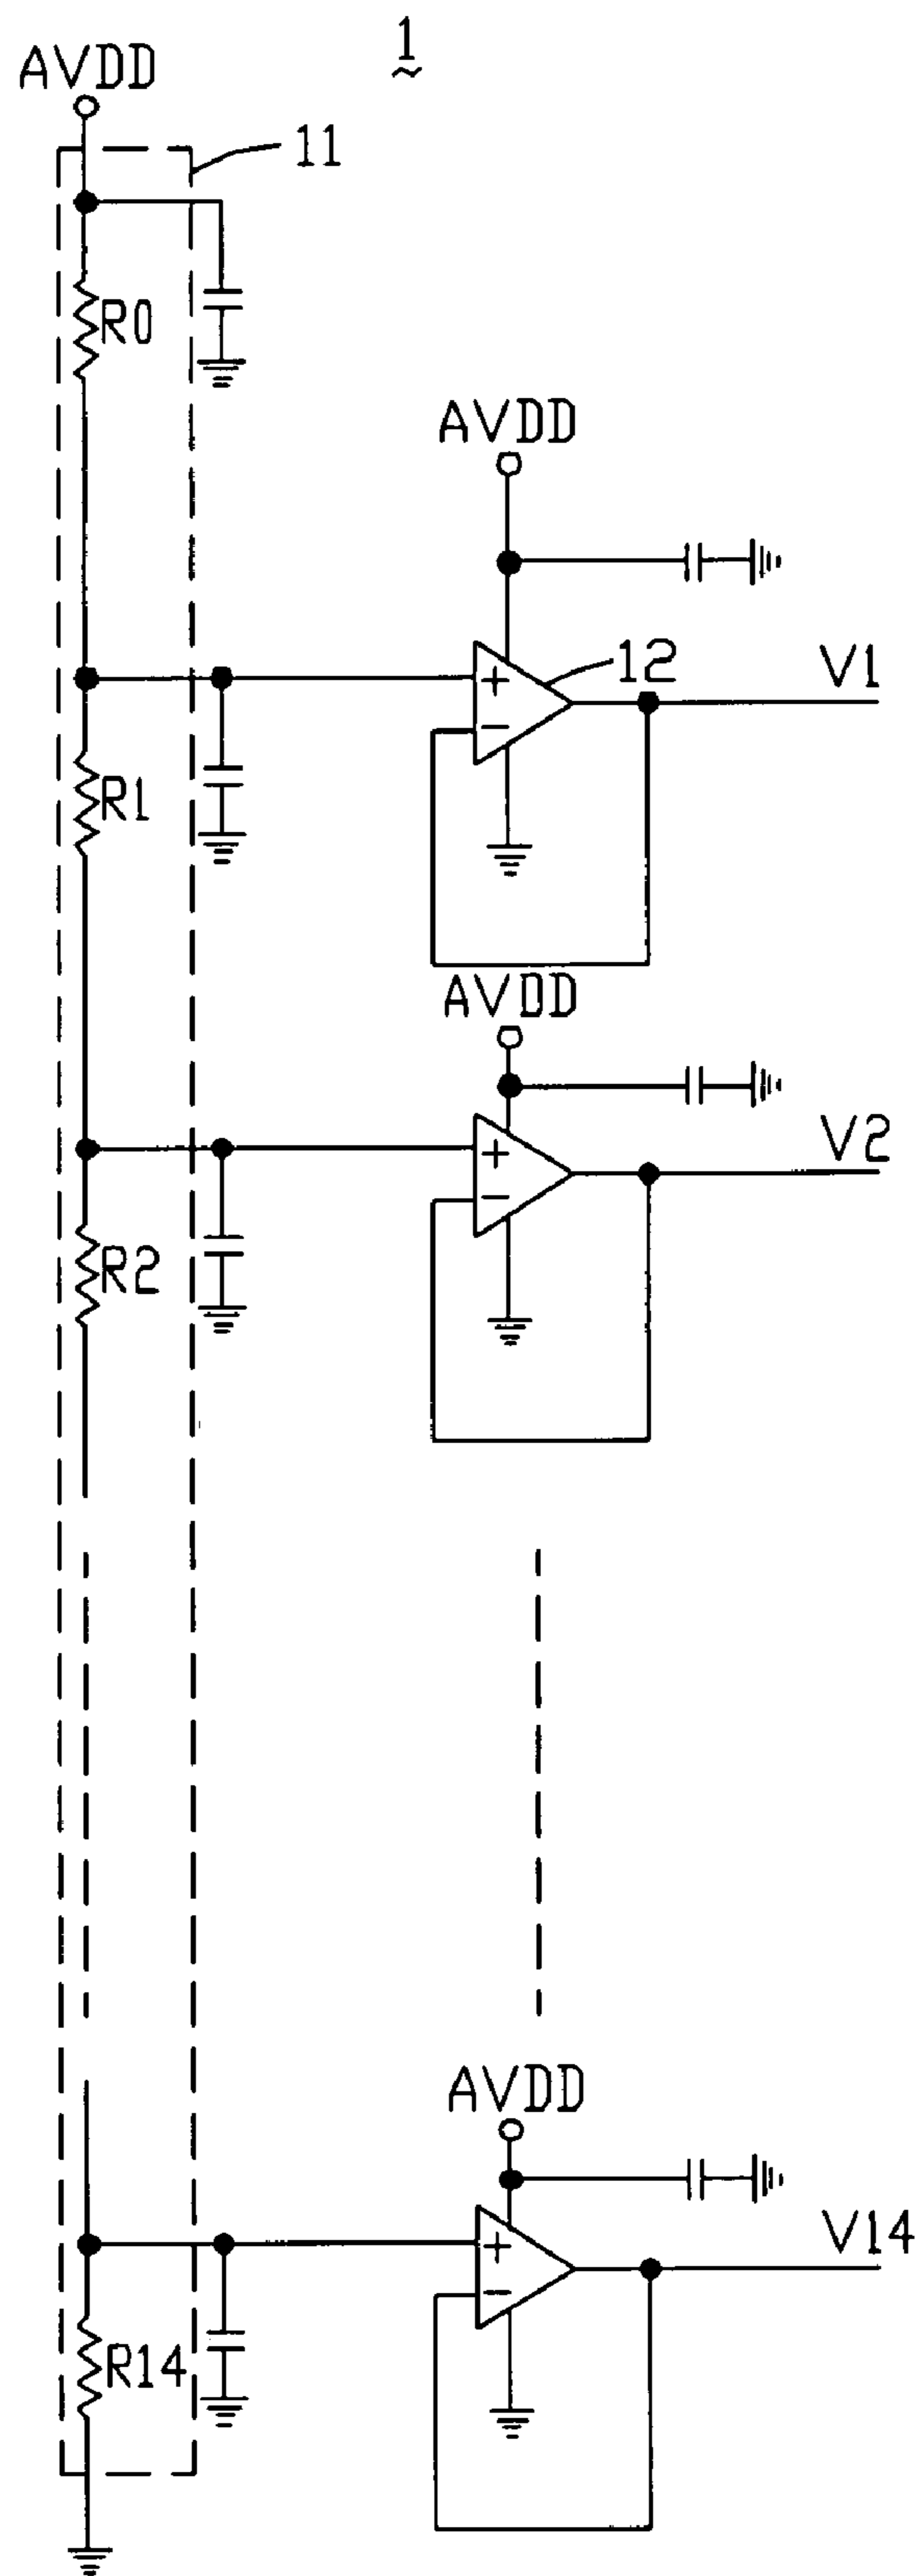 1
AVDD
11
R0
AVDD
+
12
V1
-
R1
AVDD
+
V2
-
R2
AVDD
+
V14
-
R14